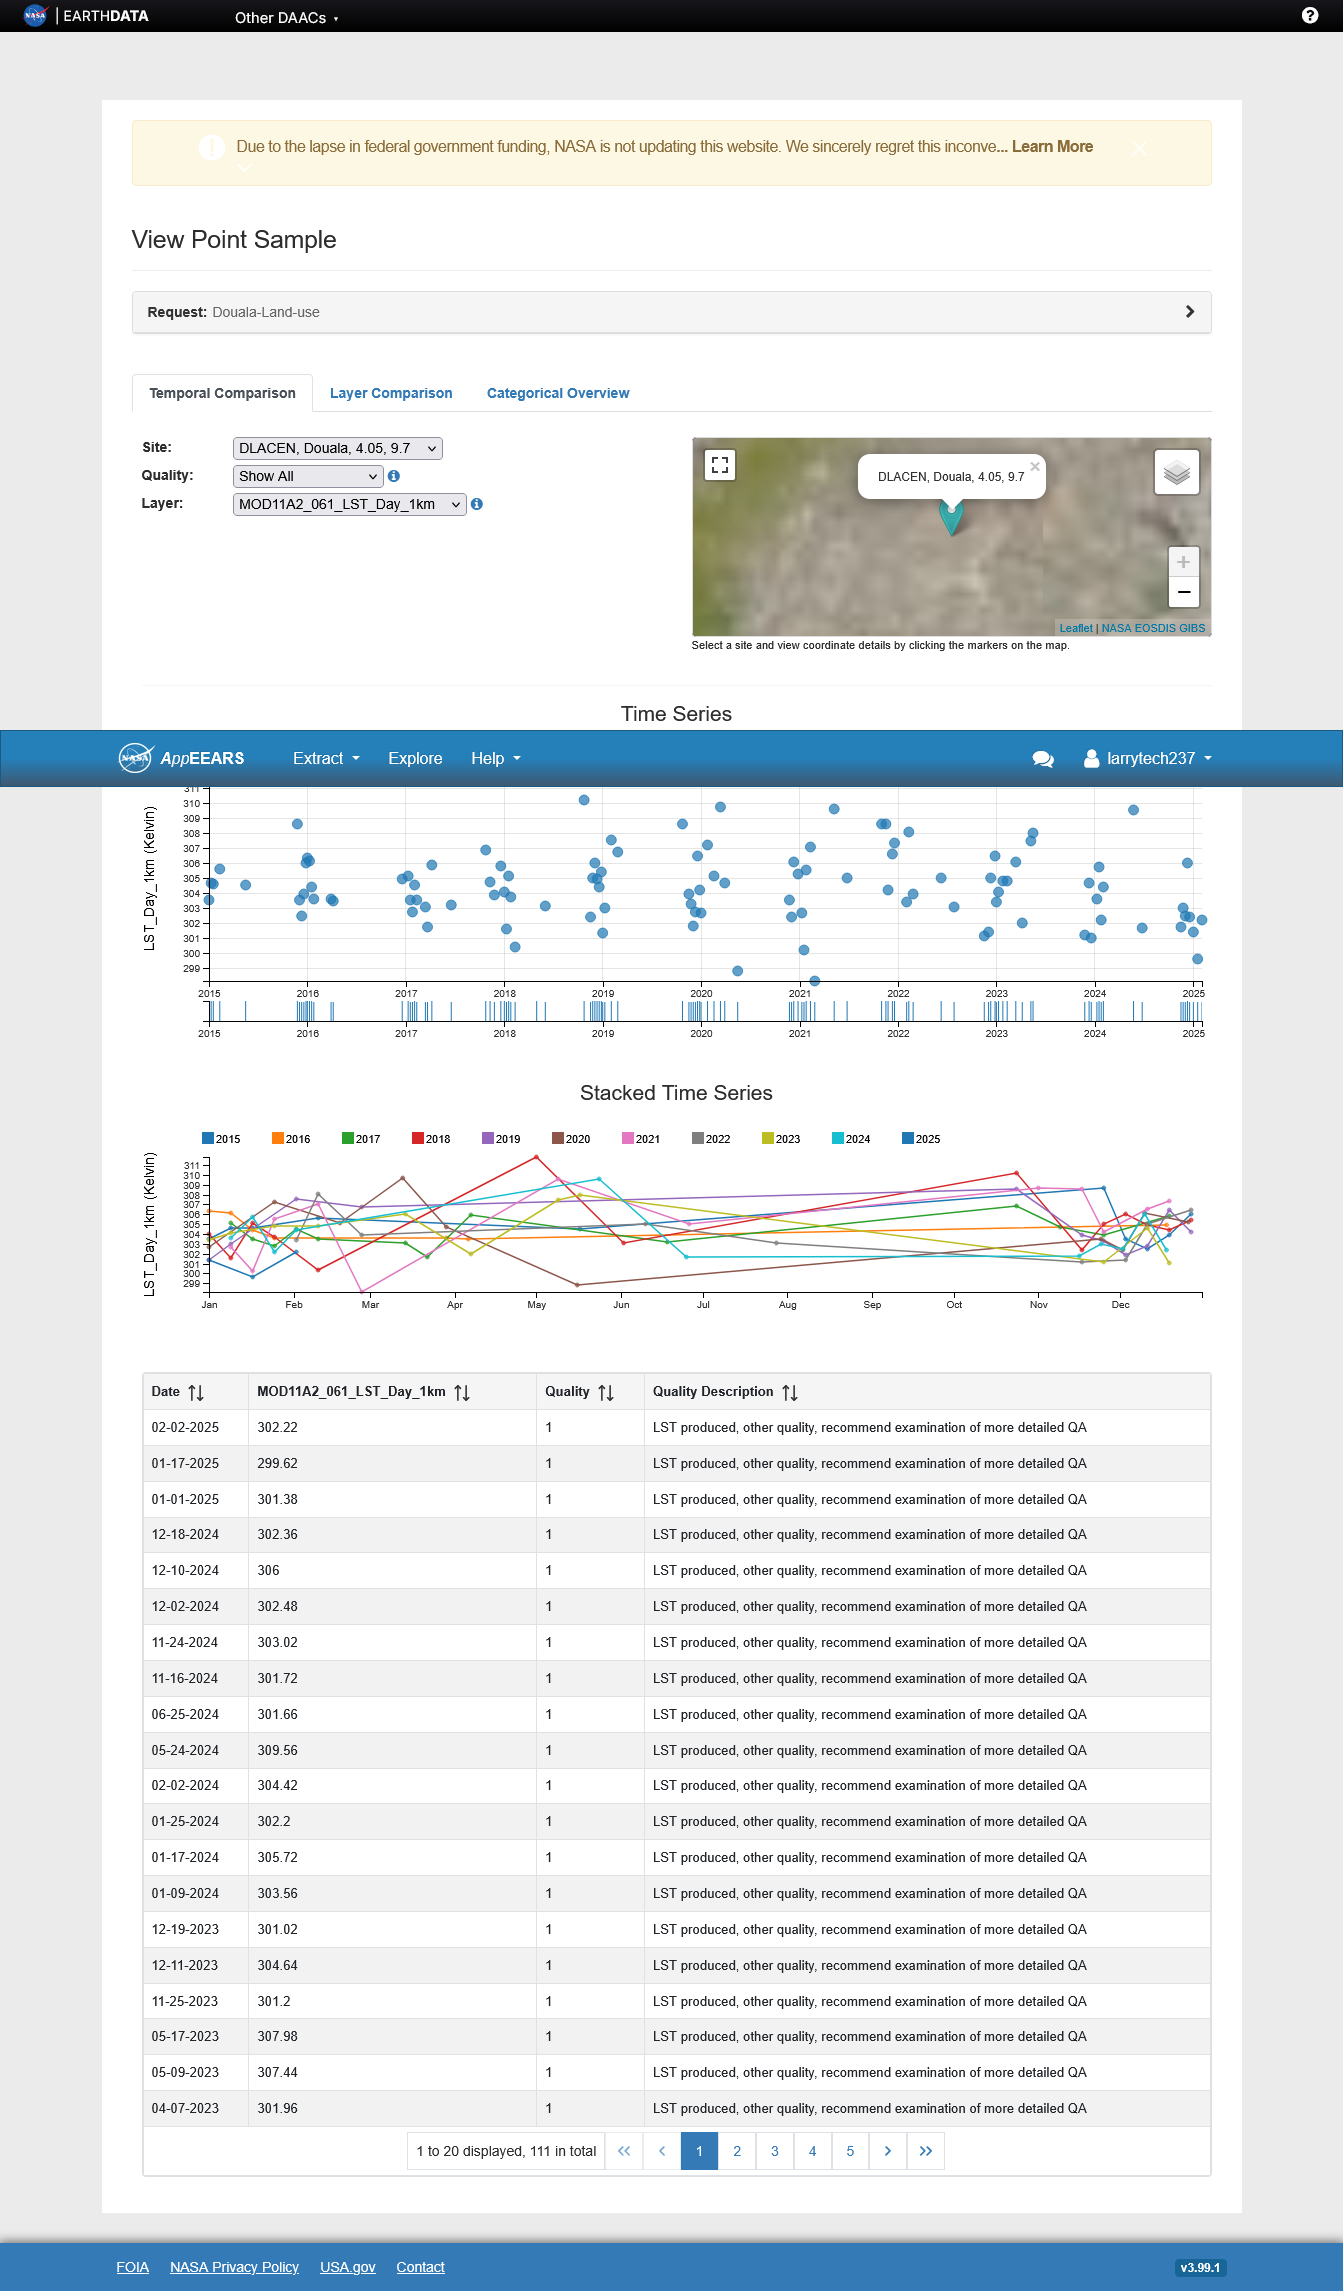 NASA | EARTHDATA Other DAACs ▾
Due to the lapse in federal government funding, NASA is not updating this website. We sincerely regret this inconve... Learn More
View Point Sample
Request: Douala-Land-use
Temporal Comparison Layer Comparison Categorical Overview
Site: DLACEN, Douala, 4.05, 9.7
Quality: Show All
Layer: MOD11A2_061_LST_Day_1km
DLACEN, Douala, 4.05, 9.7 ×
+
−
Leaflet | NASA EOSDIS GIBS
Select a site and view coordinate details by clicking the markers on the map.
Time Series
NASA AppEEARS Extract Explore Help larrytech237
LST_Day_1km (Kelvin)
311
310
309
308
307
306
305
304
303
302
301
300
299
2015 2016 2017 2018 2019 2020 2021 2022 2023 2024 2025
2015 2016 2017 2018 2019 2020 2021 2022 2023 2024 2025
Stacked Time Series
2015 2016 2017 2018 2019 2020 2021 2022 2023 2024 2025
LST_Day_1km (Kelvin)
311
310
309
308
307
306
305
304
303
302
301
300
299
Jan Feb Mar Apr May Jun Jul Aug Sep Oct Nov Dec
Date MOD11A2_061_LST_Day_1km Quality Quality Description
02-02-2025 302.22 1 LST produced, other quality, recommend examination of more detailed QA
01-17-2025 299.62 1 LST produced, other quality, recommend examination of more detailed QA
01-01-2025 301.38 1 LST produced, other quality, recommend examination of more detailed QA
12-18-2024 302.36 1 LST produced, other quality, recommend examination of more detailed QA
12-10-2024 306 1 LST produced, other quality, recommend examination of more detailed QA
12-02-2024 302.48 1 LST produced, other quality, recommend examination of more detailed QA
11-24-2024 303.02 1 LST produced, other quality, recommend examination of more detailed QA
11-16-2024 301.72 1 LST produced, other quality, recommend examination of more detailed QA
06-25-2024 301.66 1 LST produced, other quality, recommend examination of more detailed QA
05-24-2024 309.56 1 LST produced, other quality, recommend examination of more detailed QA
02-02-2024 304.42 1 LST produced, other quality, recommend examination of more detailed QA
01-25-2024 302.2 1 LST produced, other quality, recommend examination of more detailed QA
01-17-2024 305.72 1 LST produced, other quality, recommend examination of more detailed QA
01-09-2024 303.56 1 LST produced, other quality, recommend examination of more detailed QA
12-19-2023 301.02 1 LST produced, other quality, recommend examination of more detailed QA
12-11-2023 304.64 1 LST produced, other quality, recommend examination of more detailed QA
11-25-2023 301.2 1 LST produced, other quality, recommend examination of more detailed QA
05-17-2023 307.98 1 LST produced, other quality, recommend examination of more detailed QA
05-09-2023 307.44 1 LST produced, other quality, recommend examination of more detailed QA
04-07-2023 301.96 1 LST produced, other quality, recommend examination of more detailed QA
1 to 20 displayed, 111 in total « ‹ 1 2 3 4 5 › »
FOIA NASA Privacy Policy USA.gov Contact v3.99.1